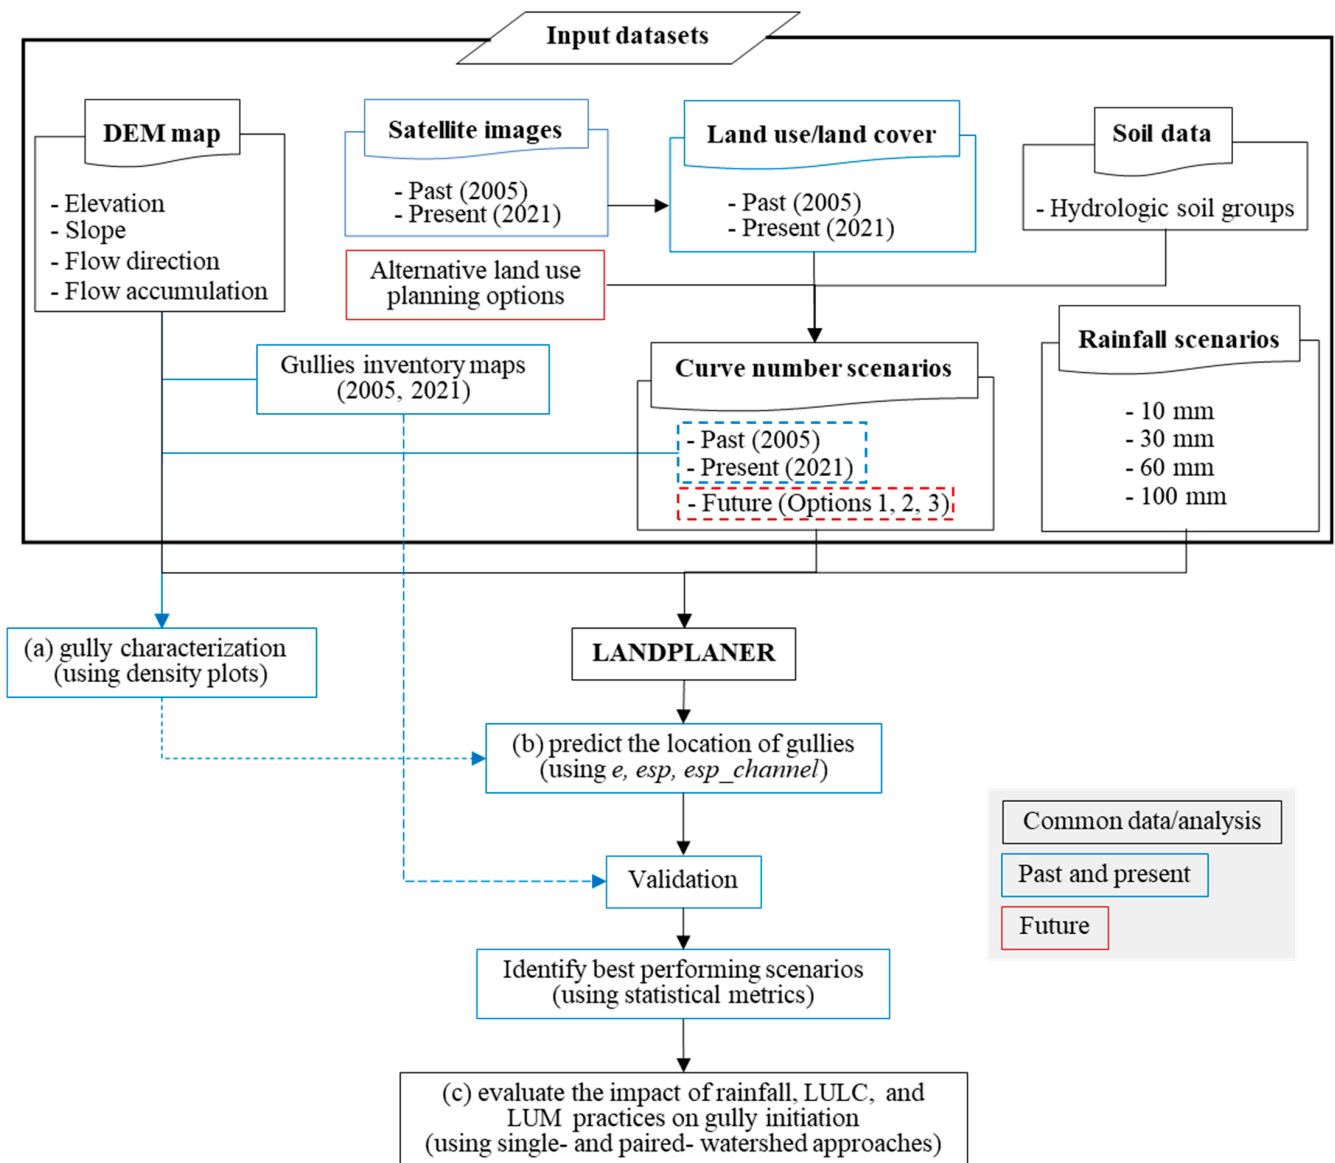 Input datasets
DEM map
- Elevation
- Slope
- Flow direction
- Flow accumulation
Satellite images
- Past (2005)
- Present (2021)
Land use/land cover
- Past (2005)
- Present (2021)
Soil data
- Hydrologic soil groups
Alternative land use
planning options
Gullies inventory maps
(2005, 2021)
Curve number scenarios
- Past (2005)
- Present (2021)
- Future (Options 1, 2, 3)
Rainfall scenarios
- 10 mm
- 30 mm
- 60 mm
- 100 mm
(a) gully characterization
(using density plots)
LANDPLANER
(b) predict the location of gullies
(using e, esp, esp_channel)
Validation
Identify best performing scenarios
(using statistical metrics)
(c) evaluate the impact of rainfall, LULC, and
LUM practices on gully initiation
(using single- and paired- watershed approaches)
Common data/analysis
Past and present
Future